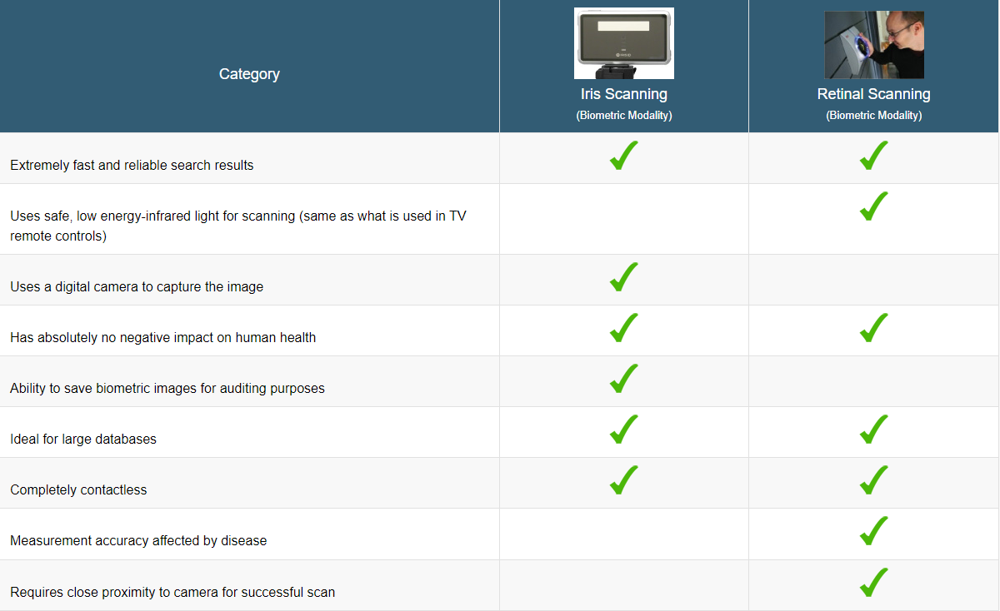 Category
Iris Scanning
(Biometric Modality)
Retinal Scanning
(Biometric Modality)
Extremely fast and reliable search results
Uses safe, low energy-infrared light for scanning (same as what is used in TV
remote controls)
Uses a digital camera to capture the image
Has absolutely no negative impact on human health
Ability to save biometric images for auditing purposes
Ideal for large databases
Completely contactless
Measurement accuracy affected by disease
Requires close proximity to camera for successful scan